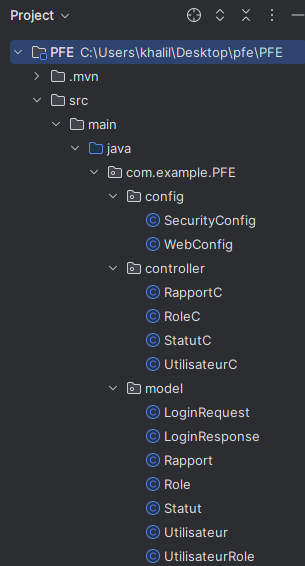 Project
PFE C:\Users\khalil\Desktop\pfe\PFE
.mvn
src
main
java
com.example.PFE
config
SecurityConfig
WebConfig
controller
RapportC
RoleC
StatutC
UtilisateurC
model
LoginRequest
LoginResponse
Rapport
Role
Statut
Utilisateur
UtilisateurRole